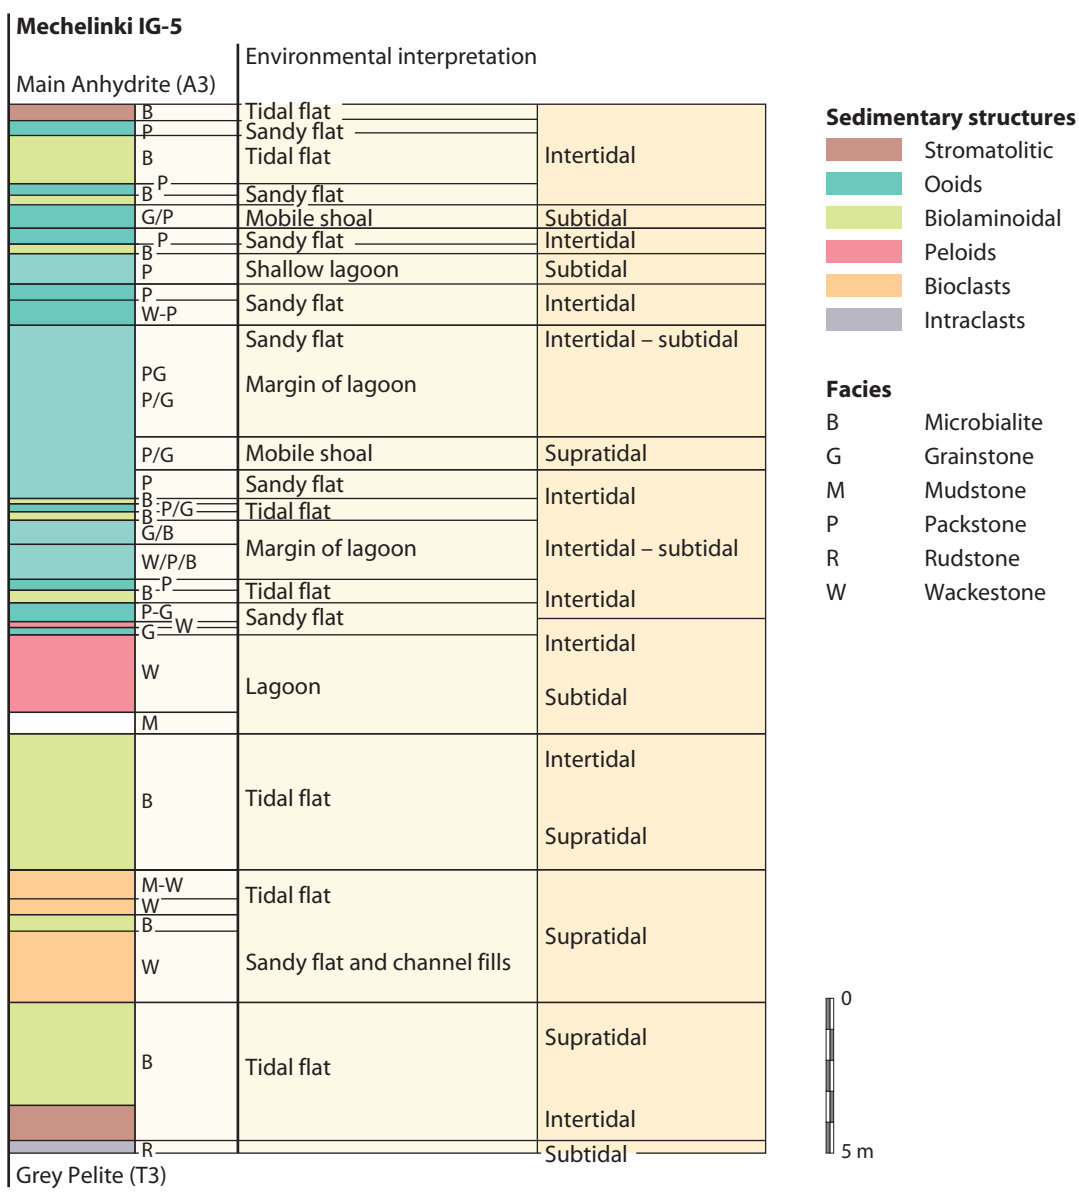 Mechelinki IG-5
Environmental interpretation
Main Anhydrite (A3)
B
Tidal flat
P
Sandy flat
B
Tidal flat
Intertidal
P
B
Sandy flat
G/P
Mobile shoal
Subtidal
P
Sandy flat
Intertidal
B
P
Shallow lagoon
Subtidal
P
W-P
Sandy flat
Intertidal
Sandy flat
Intertidal – subtidal
PG
P/G
Margin of lagoon
P/G
Mobile shoal
Supratidal
P
Sandy flat
Intertidal
B
P/G
B
Tidal flat
G/B
Margin of lagoon
Intertidal – subtidal
W/P/B
P
B
Tidal flat
Intertidal
P-G
Sandy flat
W
G
Intertidal
W
Lagoon
Subtidal
M
Intertidal
B
Tidal flat
Supratidal
M-W
Tidal flat
W
B
Supratidal
W
Sandy flat and channel fills
Supratidal
B
Tidal flat
Intertidal
R
Subtidal
Grey Pelite (T3)
Sedimentary structures
Stromatolitic
Ooids
Biolaminoidal
Peloids
Bioclasts
Intraclasts
Facies
B Microbialite
G Grainstone
M Mudstone
P Packstone
R Rudstone
W Wackestone
0
5 m